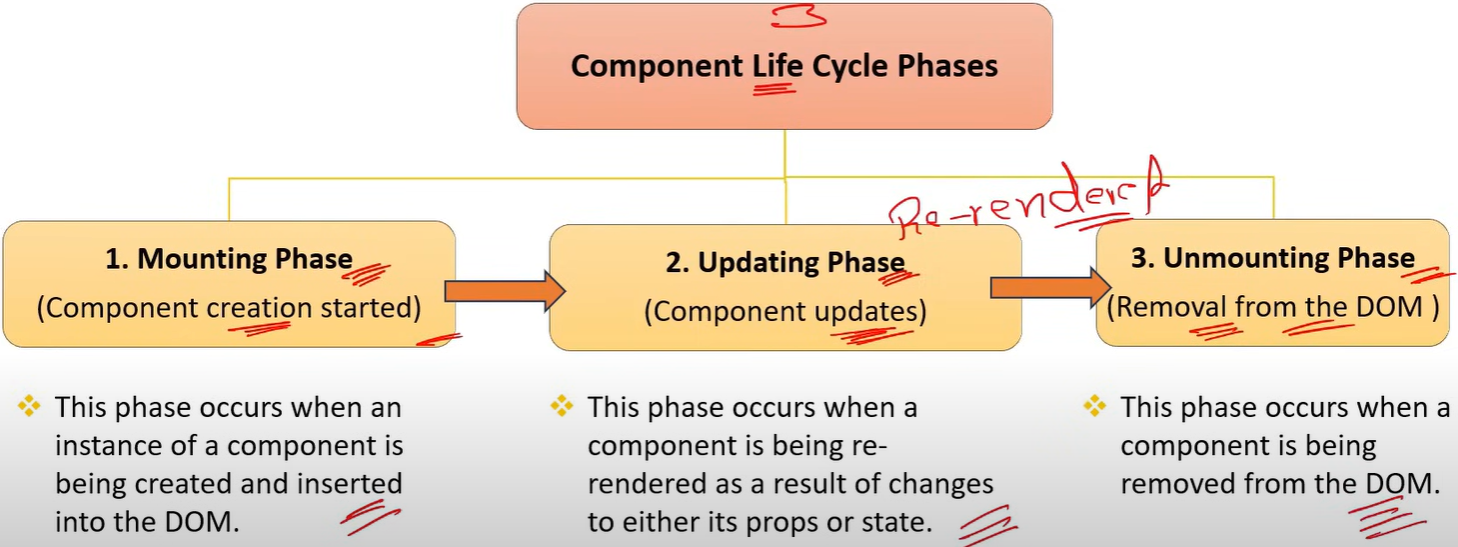 3
Component Life Cycle Phases
Re-render
1. Mounting Phase
(Component creation started)
2. Updating Phase
(Component updates)
3. Unmounting Phase
(Removal from the DOM )
This phase occurs when an
instance of a component is
being created and inserted
into the DOM.
This phase occurs when a
component is being re-
rendered as a result of changes
to either its props or state.
This phase occurs when a
component is being
removed from the DOM.